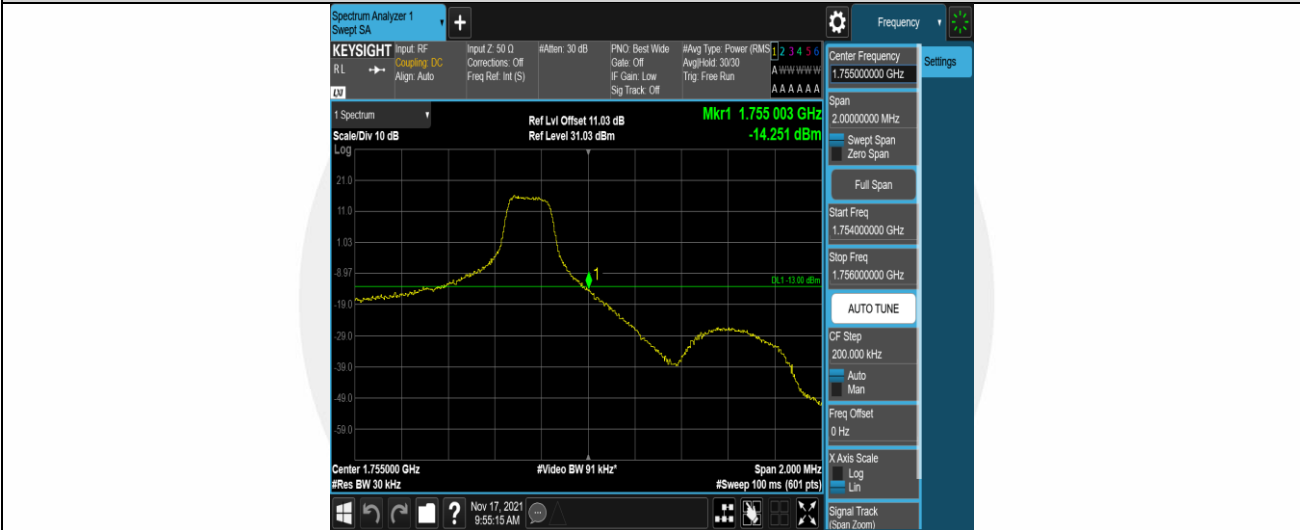 Spectrum Analyzer 1
Swept SA
+
Frequency
KEYSIGHT
RL
LXI
Input: RF
Coupling: DC
Align: Auto
Input Z: 50 Ω
Corrections: Off
Freq Ref: Int (S)
#Atten: 30 dB
PNO: Best Wide
Gate: Off
IF Gain: Low
Sig Track: Off
#Avg Type: Power (RMS
Avg|Hold: 30/30
Trig: Free Run
1 2 3 4 5 6
A W W W W W
A A A A A A
1 Spectrum
Scale/Div 10 dB
Log
Ref Lvl Offset 11.03 dB
Ref Level 31.03 dBm
Mkr1 1.755 003 GHz
-14.251 dBm
21.0
11.0
1.03
-8.97
-19.0
-29.0
-39.0
-49.0
-59.0
1
DL1 -13.00 dBm
Center 1.755000 GHz
#Res BW 30 kHz
#Video BW 91 kHz*
Span 2.000 MHz
#Sweep 100 ms (601 pts)
Center Frequency
1.755000000 GHz
Settings
Span
2.00000000 MHz
Swept Span
Zero Span
Full Span
Start Freq
1.754000000 GHz
Stop Freq
1.756000000 GHz
AUTO TUNE
CF Step
200.000 kHz
Auto
Man
Freq Offset
0 Hz
X Axis Scale
Log
Lin
Signal Track
(Span Zoom)
?
Nov 17, 2021
9:55:15 AM